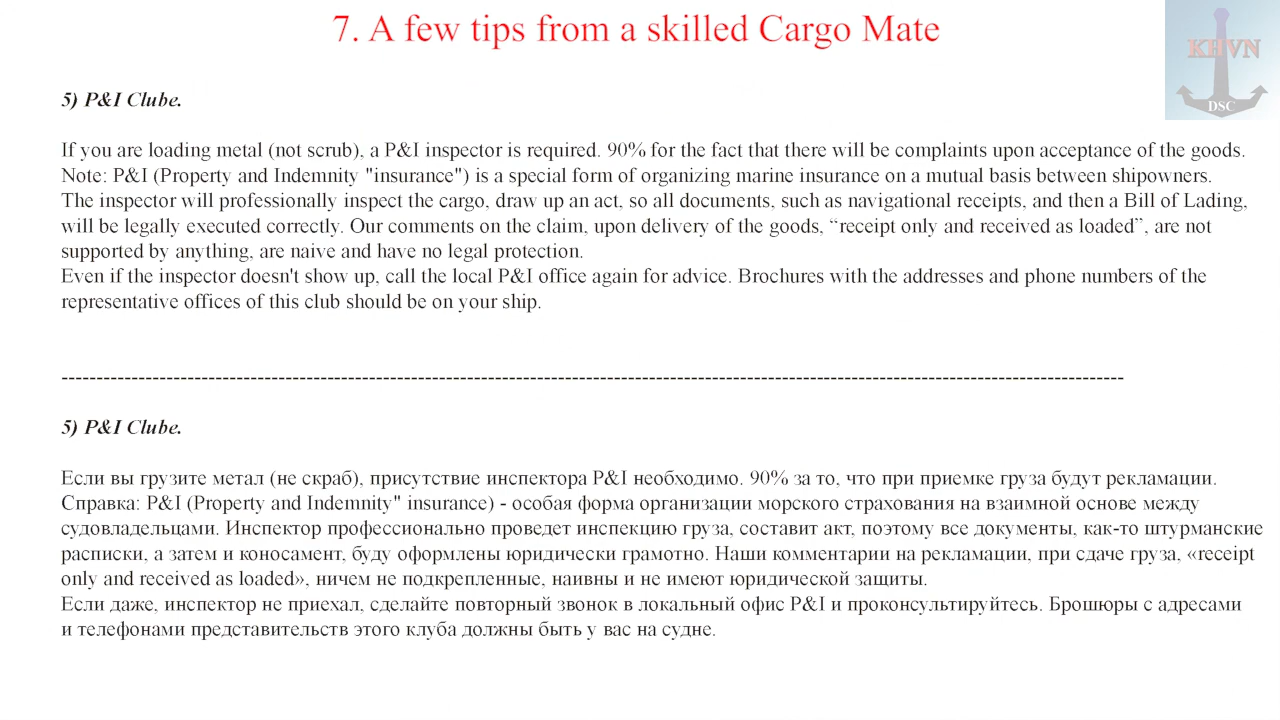 7. A few tips from a skilled Cargo Mate
KHVN
DSC
5) P&I Clube.
If you are loading metal (not scrub), a P&I inspector is required. 90% for the fact that there will be complaints upon acceptance of the goods.
Note: P&I (Property and Indemnity "insurance") is a special form of organizing marine insurance on a mutual basis between shipowners.
The inspector will professionally inspect the cargo, draw up an act, so all documents, such as navigational receipts, and then a Bill of Lading,
will be legally executed correctly. Our comments on the claim, upon delivery of the goods, “receipt only and received as loaded”, are not
supported by anything, are naive and have no legal protection.
Even if the inspector doesn't show up, call the local P&I office again for advice. Brochures with the addresses and phone numbers of the
representative offices of this club should be on your ship.
--------------------------------------------------------------------------------------------------------------------------------------------------------
5) P&I Clube.
Если вы грузите метал (не скраб), присутствие инспектора P&I необходимо. 90% за то, что при приемке груза будут рекламации.
Справка: P&I (Property and Indemnity" insurance) - особая форма организации морского страхования на взаимной основе между
судовладельцами. Инспектор профессионально проведет инспекцию груза, составит акт, поэтому все документы, как-то штурманские
расписки, а затем и коносамент, буду оформлены юридически грамотно. Наши комментарии на рекламации, при сдаче груза, «receipt
only and received as loaded», ничем не подкрепленные, наивны и не имеют юридической защиты.
Если даже, инспектор не приехал, сделайте повторный звонок в локальный офис P&I и проконсультируйтесь. Брошюры с адресами
и телефонами представительств этого клуба должны быть у вас на судне.